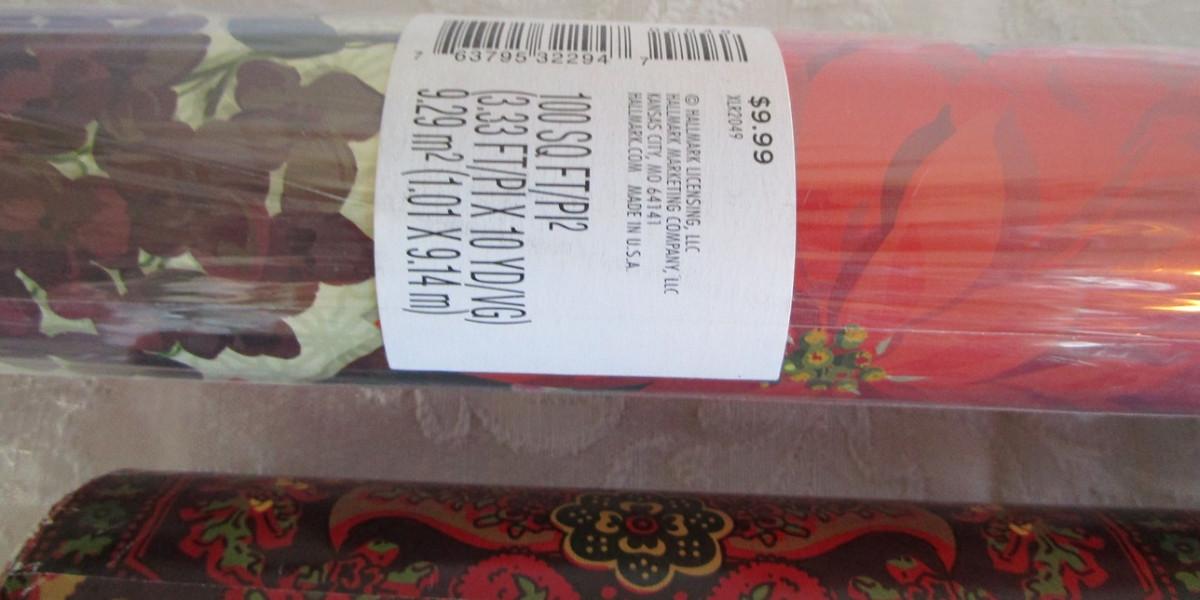 7 63795 32294 7
$9.99
XLR2049
© HALLMARK LICENSING, LLC
HALLMARK MARKETING COMPANY, LLC
KANSAS CITY, MO 64141
HALLMARK.COM MADE IN U.S.A.
100 SQ FT/PI2
(3.33 FT/PI X 10 YD/VG)
9.29 m2 (1.01 X 9.14 m)